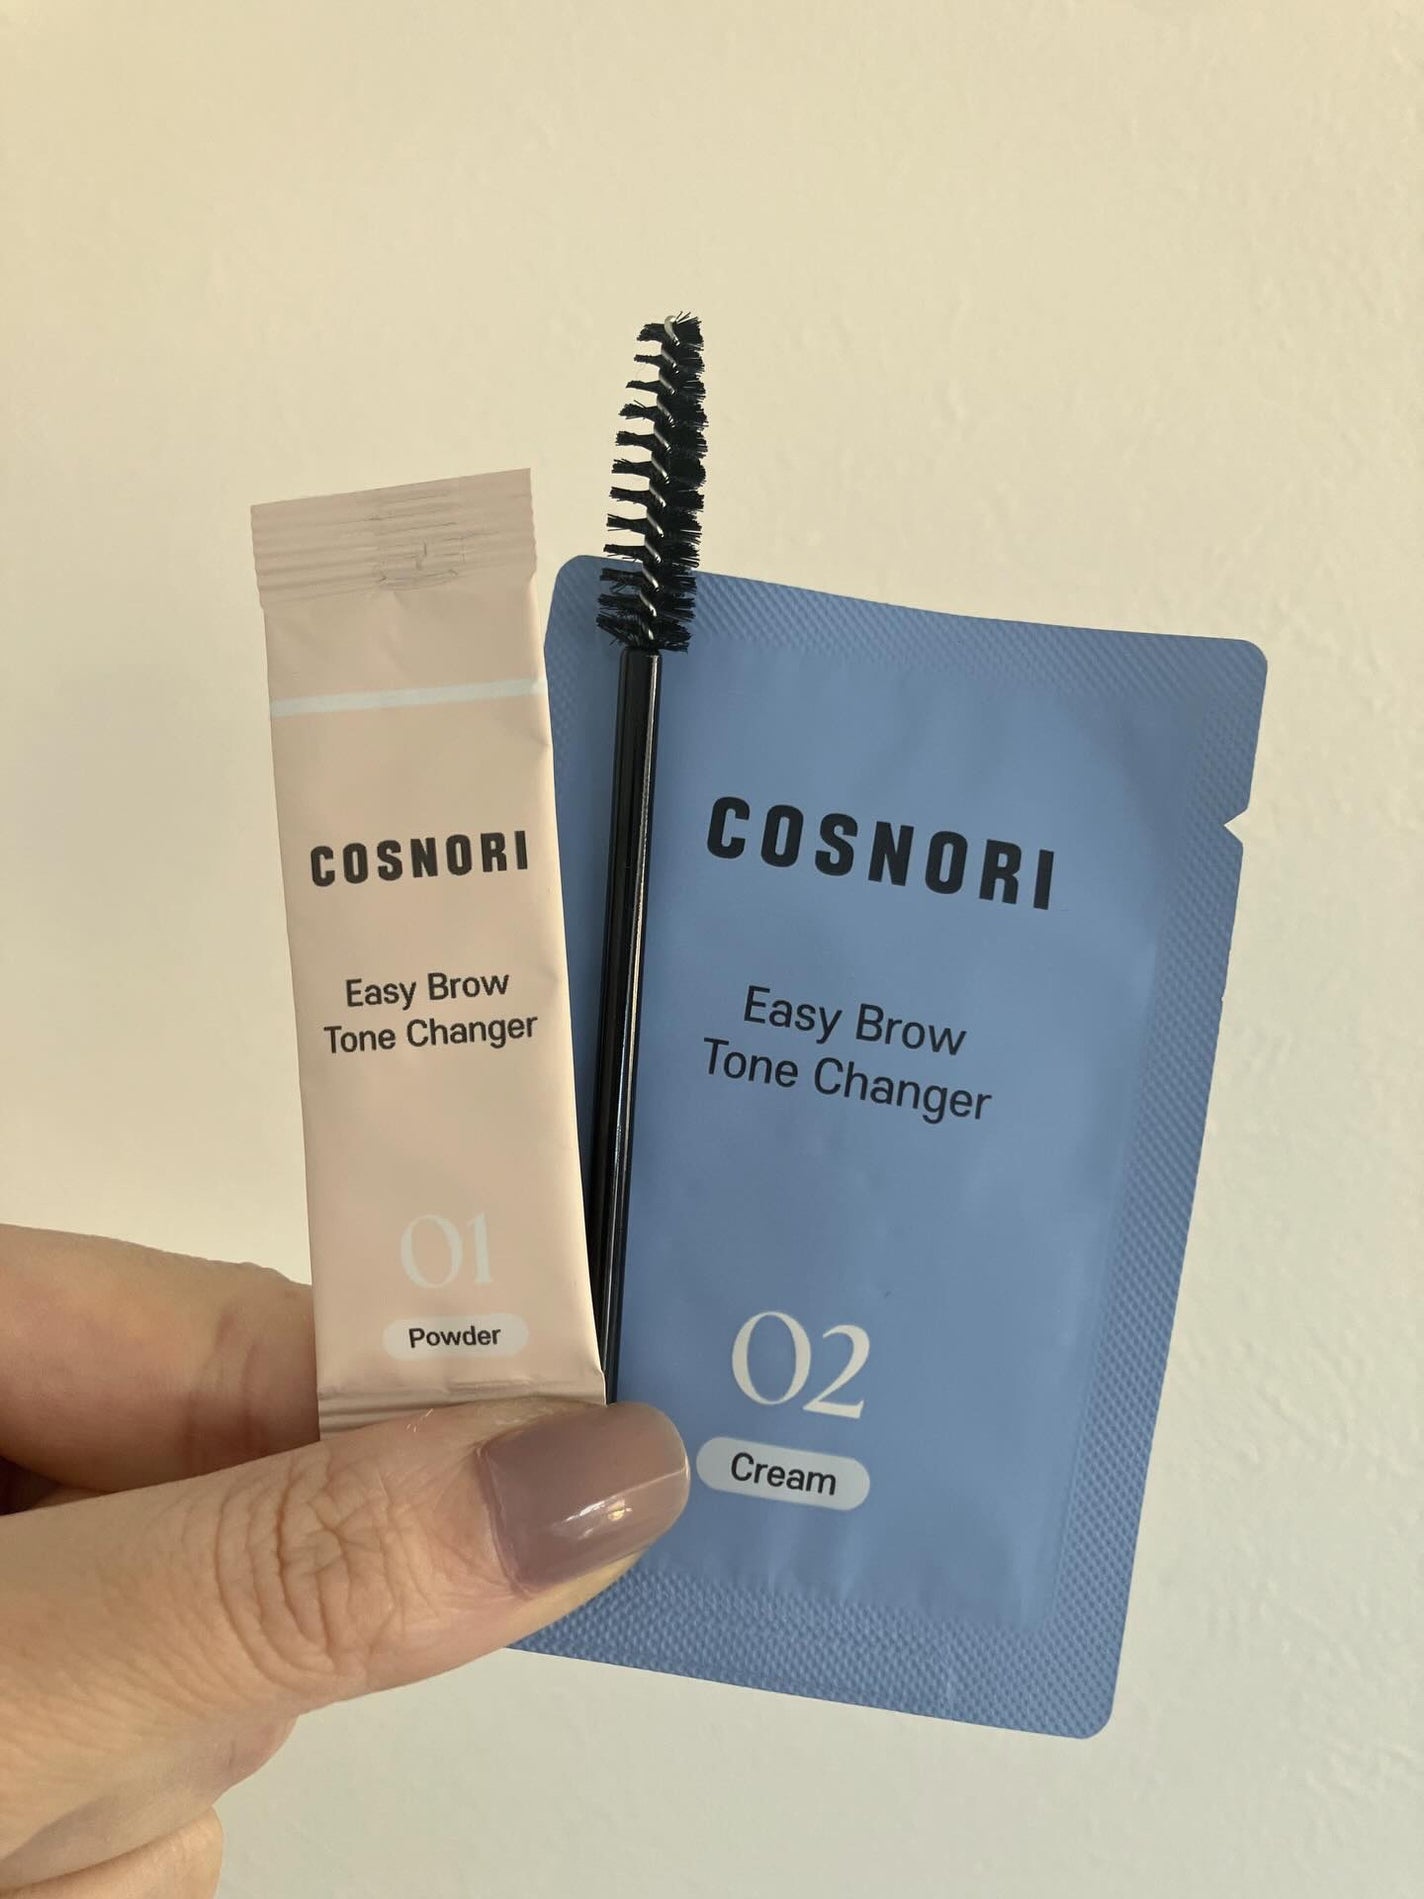 COSNORI
Easy Brow
Tone Changer
01
Powder
COSNORI
Easy Brow
Tone Changer
02
Cream